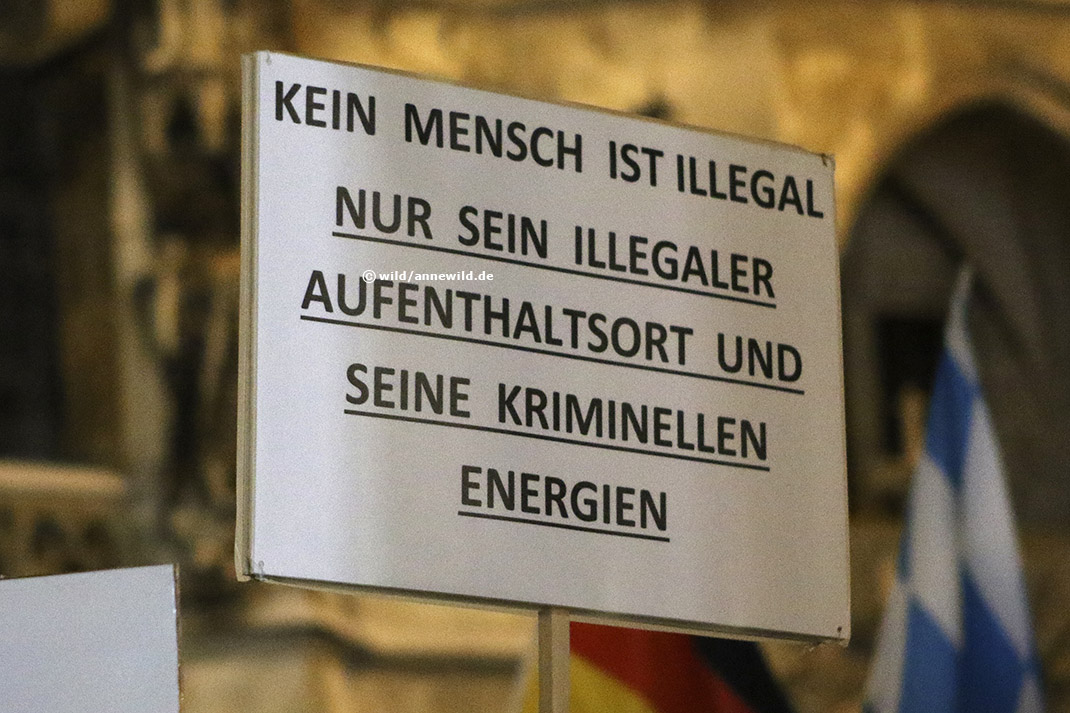 KEIN MENSCH IST ILLEGAL
NUR SEIN ILLEGALER
© wild/annewild.de
AUFENTHALTSORT UND
SEINE KRIMINELLEN
ENERGIEN